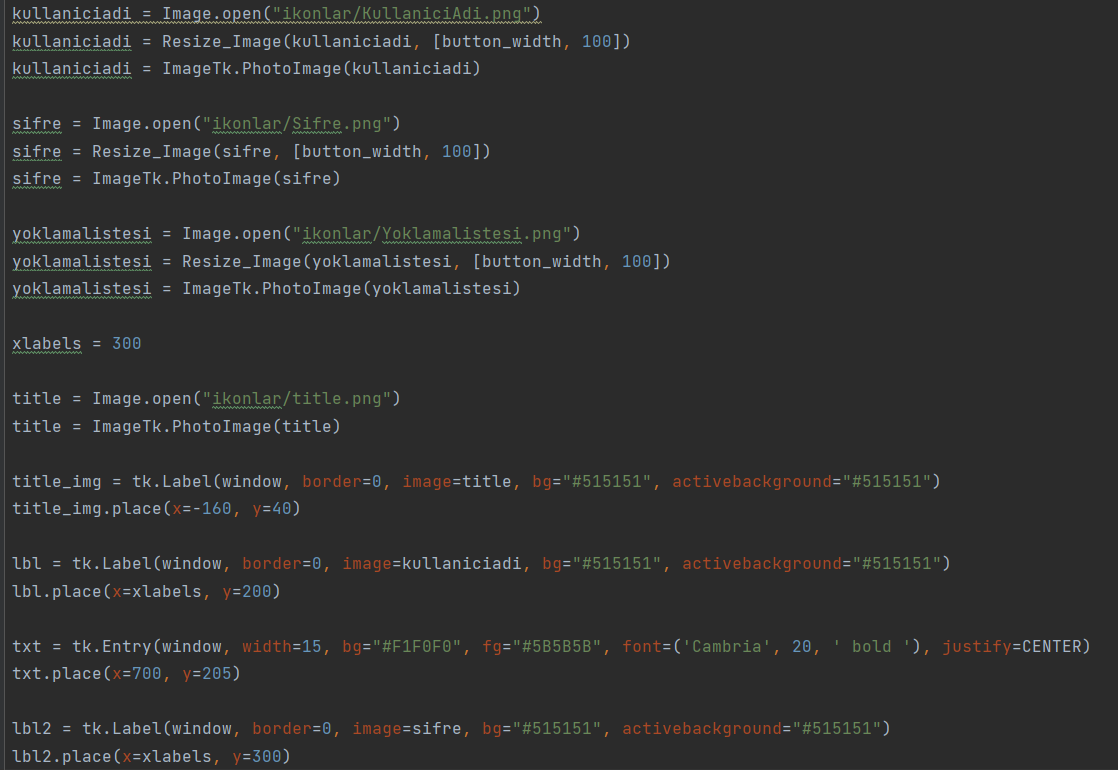 kullaniciadi = Image.open("ikonlar/KullaniciAdi.png")
kullaniciadi = Resize_Image(kullaniciadi, [button_width, 100])
kullaniciadi = ImageTk.PhotoImage(kullaniciadi)
sifre = Image.open("ikonlar/Sifre.png")
sifre = Resize_Image(sifre, [button_width, 100])
sifre = ImageTk.PhotoImage(sifre)
yoklamalistesi = Image.open("ikonlar/Yoklamalistesi.png")
yoklamalistesi = Resize_Image(yoklamalistesi, [button_width, 100])
yoklamalistesi = ImageTk.PhotoImage(yoklamalistesi)
xlabels = 300
title = Image.open("ikonlar/title.png")
title = ImageTk.PhotoImage(title)
title_img = tk.Label(window, border=0, image=title, bg="#515151", activebackground="#515151")
title_img.place(x=-160, y=40)
lbl = tk.Label(window, border=0, image=kullaniciadi, bg="#515151", activebackground="#515151")
lbl.place(x=xlabels, y=200)
txt = tk.Entry(window, width=15, bg="#F1F0F0", fg="#5B5B5B", font=('Cambria', 20, ' bold '), justify=CENTER)
txt.place(x=700, y=205)
lbl2 = tk.Label(window, border=0, image=sifre, bg="#515151", activebackground="#515151")
lbl2.place(x=xlabels, y=300)